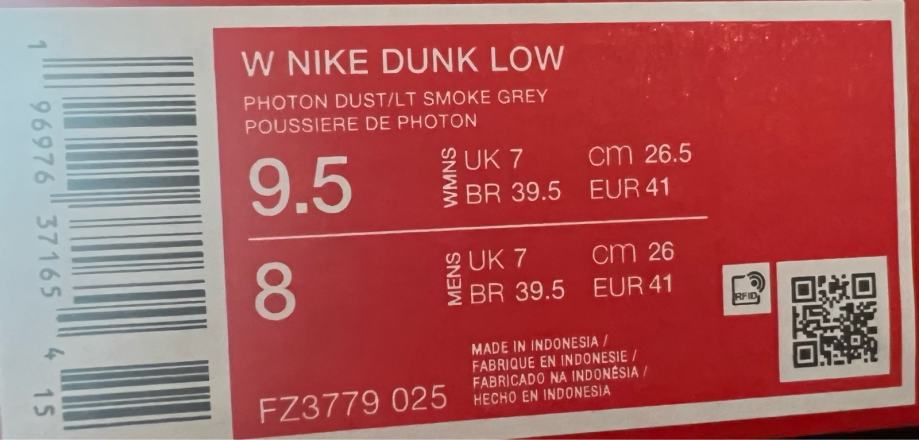 W NIKE DUNK LOW
PHOTON DUST/LT SMOKE GREY
POUSSIERE DE PHOTON
9.5 WMNS UK 7 cm 26.5
BR 39.5 EUR 41
8 MENS UK 7 cm 26
BR 39.5 EUR 41
RFID
MADE IN INDONESIA /
FABRIQUE EN INDONESIE /
FABRICADO NA INDONÉSIA /
HECHO EN INDONESIA
FZ3779 025
1 96976 37165 4 15